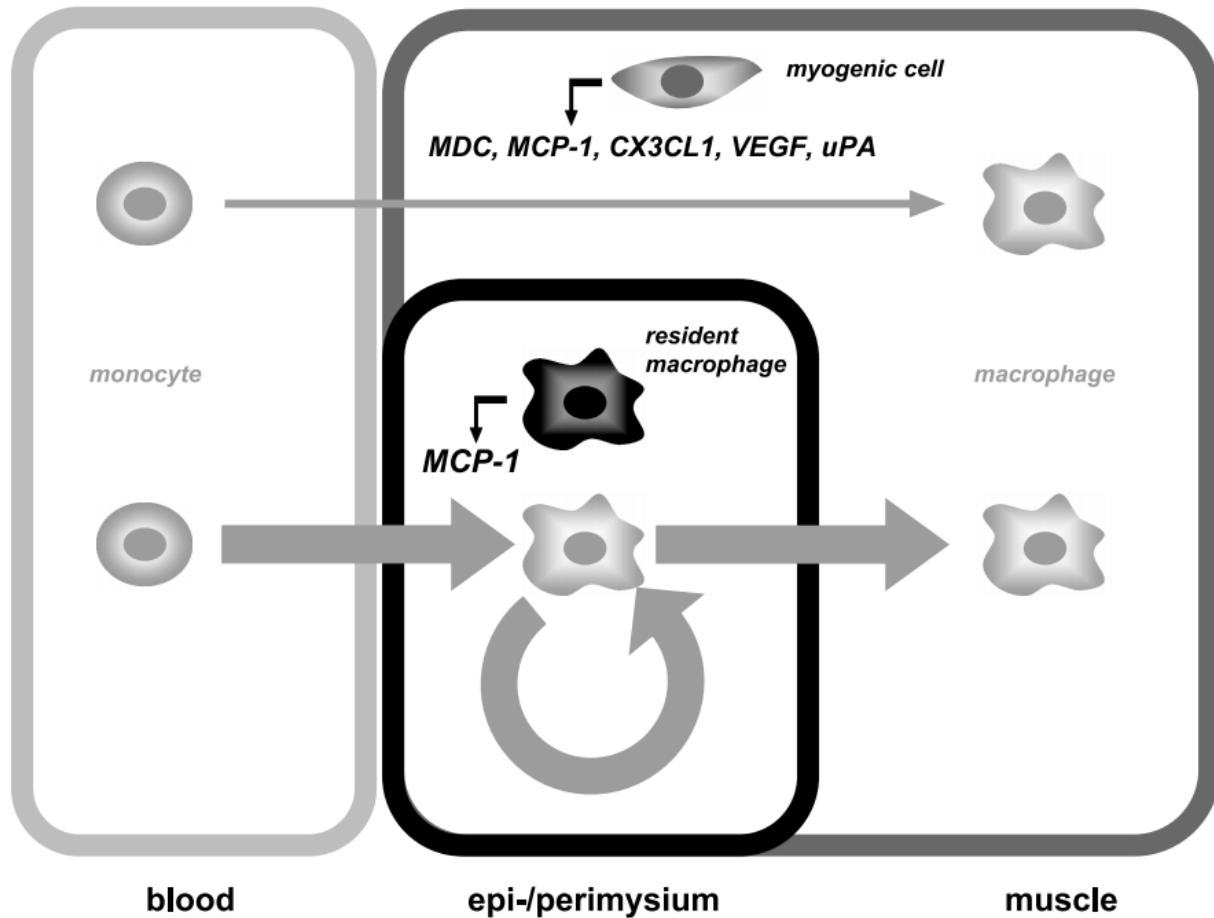 myogenic cell
MDC, MCP-1, CX3CL1, VEGF, uPA
resident
macrophage
monocyte
macrophage
MCP-1
blood
epi-/perimysium
muscle